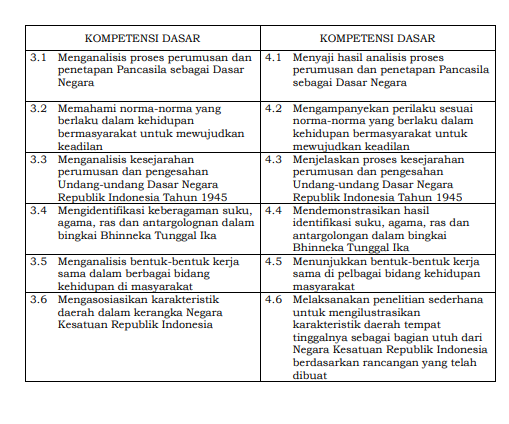 KOMPETENSI DASAR
KOMPETENSI DASAR
3.1 Menganalisis proses perumusan dan
penetapan Pancasila sebagai Dasar
Negara
4.1 Menyaji hasil analisis proses
perumusan dan penetapan Pancasila
sebagai Dasar Negara
3.2 Memahami norma-norma yang
berlaku dalam kehidupan
bermasyarakat untuk mewujudkan
keadilan
4.2 Mengampanyekan perilaku sesuai
norma-norma yang berlaku dalam
kehidupan bermasyarakat untuk
mewujudkan keadilan
3.3 Menganalisis kesejarahan
perumusan dan pengesahan
Undang-undang Dasar Negara
Republik Indonesia Tahun 1945
4.3 Menjelaskan proses kesejarahan
perumusan dan pengesahan
Undang-undang Dasar Negara
Republik Indonesia Tahun 1945
3.4 Mengidentifikasi keberagaman suku,
agama, ras dan antargolognan dalam
bingkai Bhinneka Tunggal Ika
4.4 Mendemonstrasikan hasil
identifikasi suku, agama, ras dan
antargolongan dalam bingkai
Bhineka Tunggal Ika
3.5 Menganalisis bentuk-bentuk kerja
sama dalam berbagai bidang
kehidupan di masyarakat
4.5 Menunjukkan bentuk-bentuk kerja
sama di pelbagai bidang kehidupan
masyarakat
3.6 Mengasosiasikan karakteristik
daerah dalam kerangka Negara
Kesatuan Republik Indonesia
4.6 Melaksanakan penelitian sederhana
untuk mengilustrasikan
karakteristik daerah tempat
tinggalnya sebagai bagian utuh dari
Negara Kesatuan Republik Indonesia
berdasarkan rancangan yang telah
dibuat